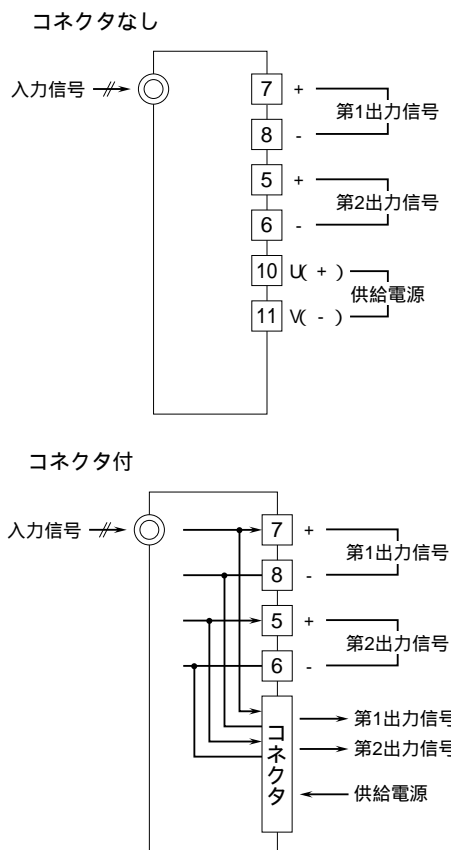 コネクタなし
入力信号
7 +
第1出力信号
8 -
5 +
第2出力信号
6 -
10 U( + )
供給電源
11 V( - )
コネクタ付
入力信号
7 +
第1出力信号
8 -
5 +
第2出力信号
6 -
コネクタ
第1出力信号
第2出力信号
供給電源